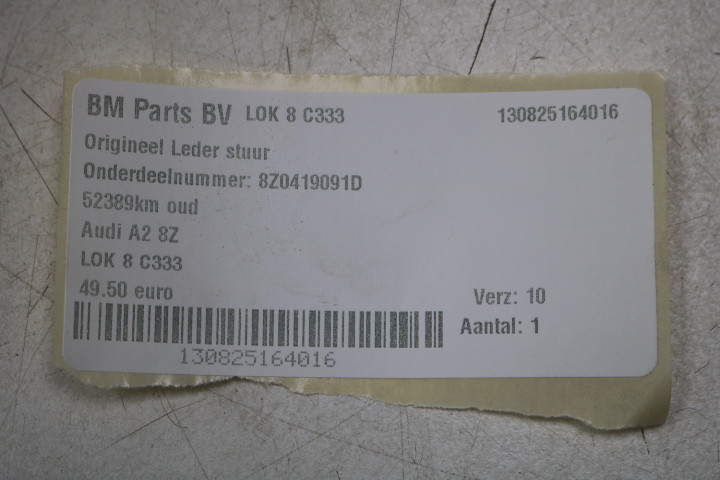 BM Parts BV LOK 8 C333 130825164016
Origineel Leder stuur
Onderdeelnummer: 8Z0419091D
52389km oud
Audi A2 8Z
LOK 8 C333
49.50 euro Verz: 10
Aantal: 1
130825164016